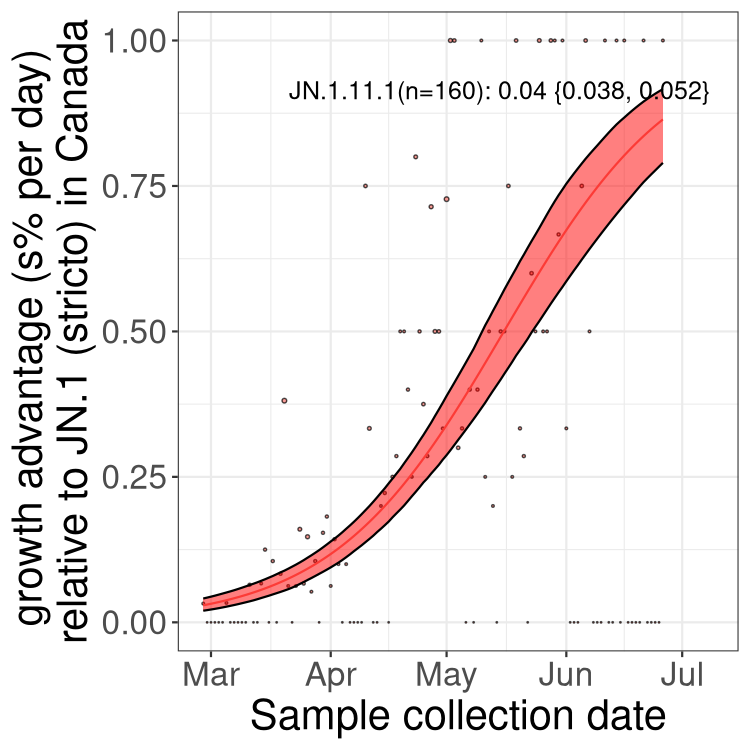 growth advantage (s% per day)
relative to JN.1 (stricto) in Canada
1.00
0.75
0.50
0.25
0.00
JN.1.11.1(n=160): 0.04 {0.038, 0.052}
Mar Apr May Jun Jul
Sample collection date